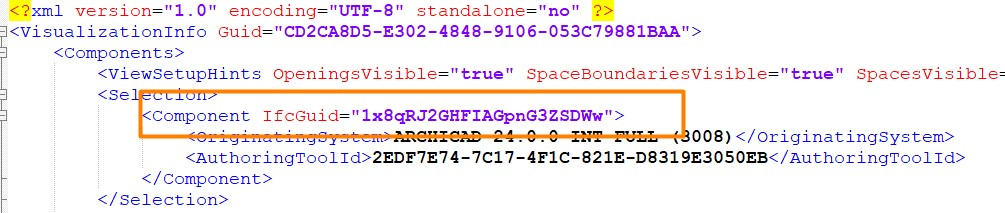 <?xml version="1.0" encoding="UTF-8" standalone="no" ?>
<VisualizationInfo Guid="CD2CA8D5-E302-4848-9106-053C79881BAA">
<Components>
<ViewSetupHints OpeningsVisible="true" SpaceBoundariesVisible="true" SpacesVisible=
<Selection>
<Component IfcGuid="1x8qRJ2GHFIAGpnG3ZSDWw">
<OriginatingSystem>ARCHICAD 24.0.0 INT FULL (3008)</OriginatingSystem>
<AuthoringToolId>2EDF7E74-7C17-4F1C-821E-D8319E3050EB</AuthoringToolId>
</Component>
</Selection>